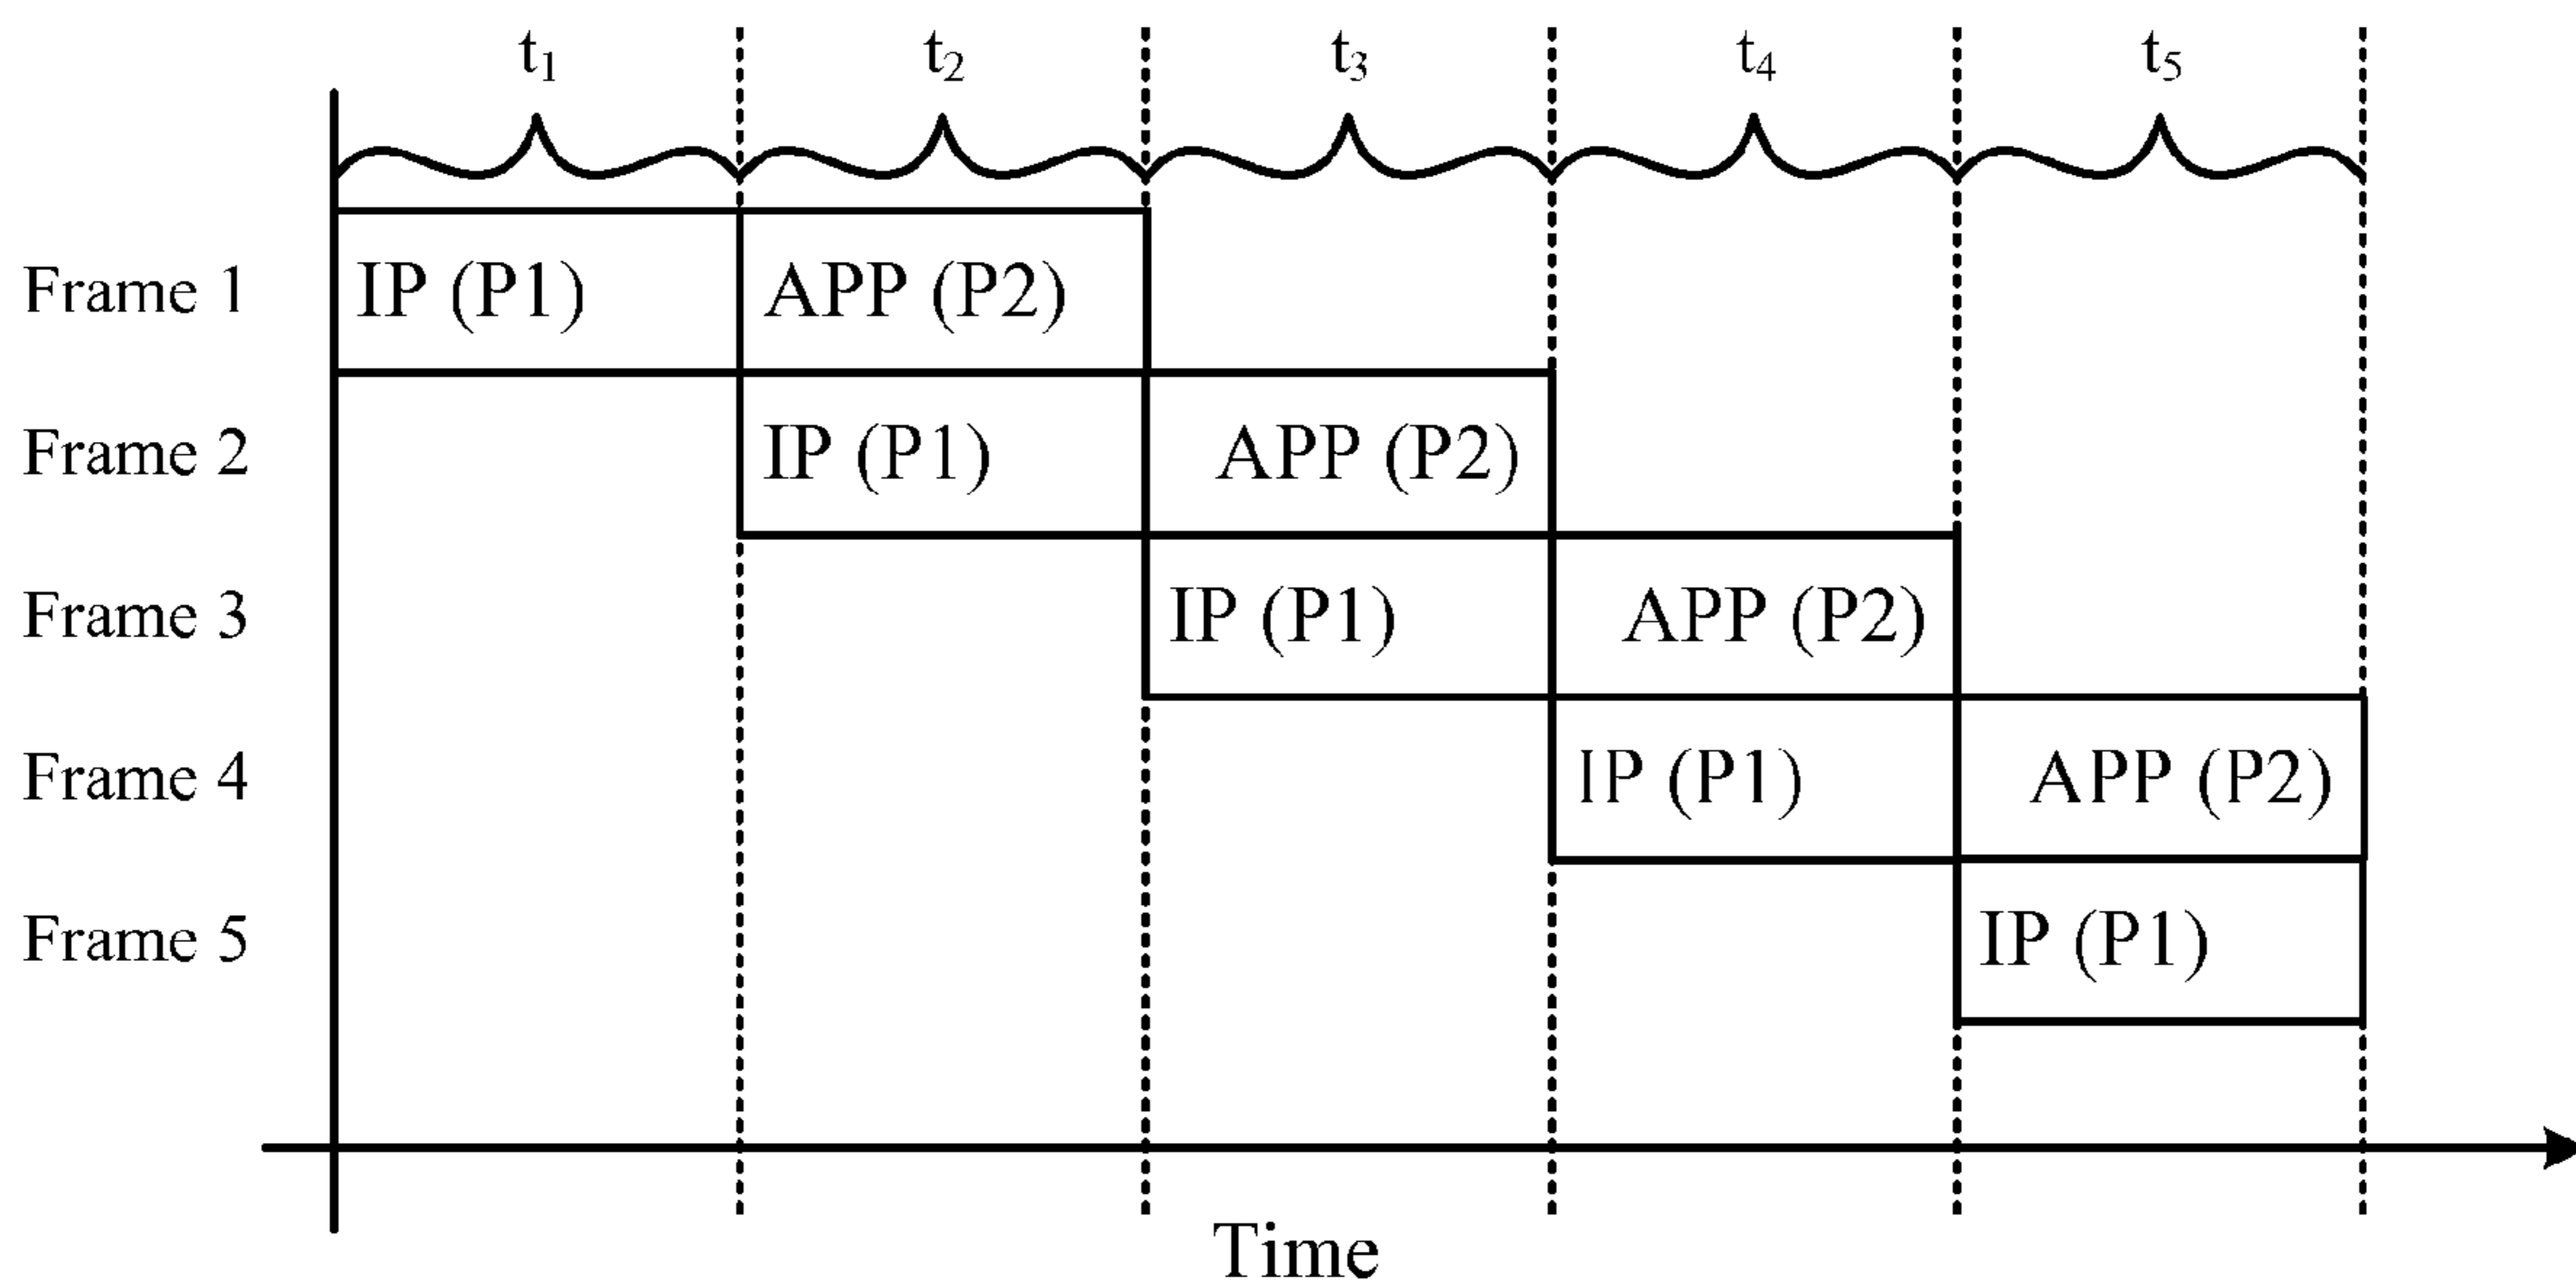 t₁ t₂ t₃ t₄ t₅
Frame 1 IP (P1) APP (P2)
Frame 2 IP (P1) APP (P2)
Frame 3 IP (P1) APP (P2)
Frame 4 IP (P1) APP (P2)
Frame 5 IP (P1)
Time